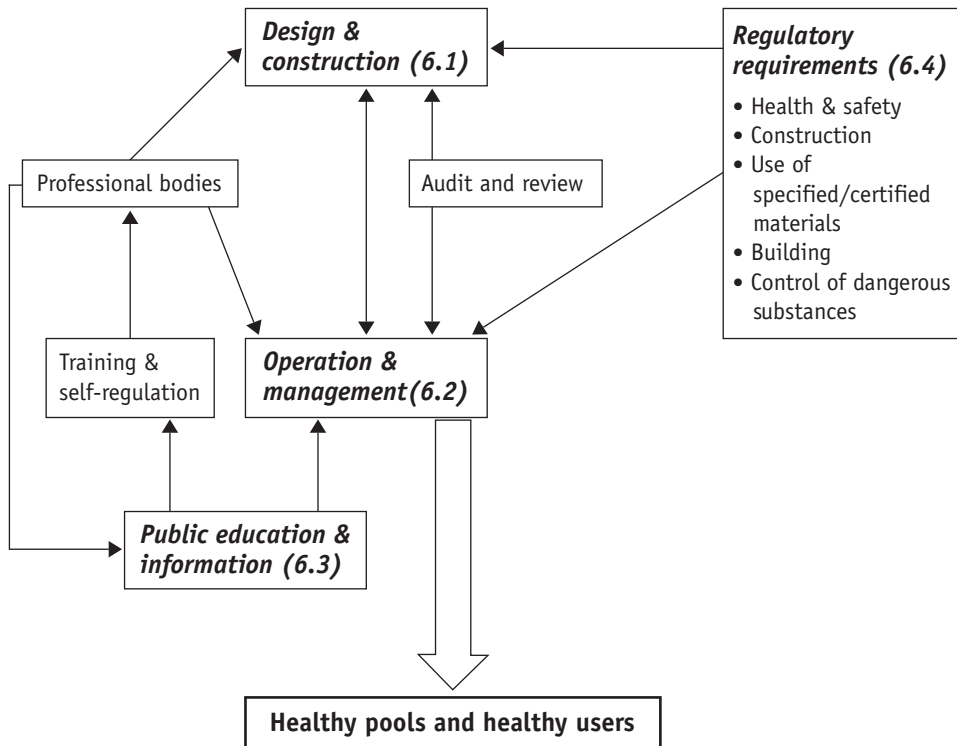 Design &
construction (6.1)
Regulatory
requirements (6.4)
• Health & safety
• Construction
• Use of
specified/certified
materials
• Building
• Control of dangerous
substances
Professional bodies
Audit and review
Training &
self-regulation
Operation &
management(6.2)
Public education &
information (6.3)
Healthy pools and healthy users